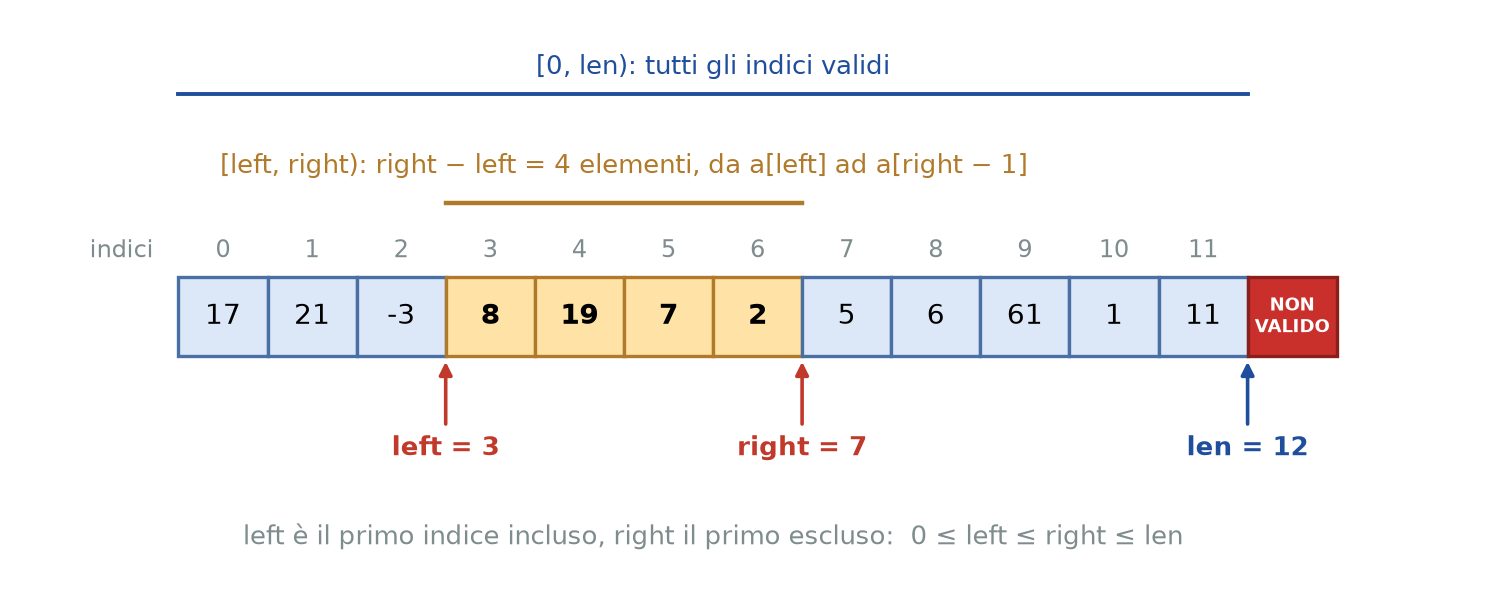 [0, len): tutti gli indici validi
[left, right): right − left = 4 elementi, da a[left] ad a[right − 1]
indici 0 1 2 3 4 5 6 7 8 9 10 11
17 21 -3 8 19 7 2 5 6 61 1 11 NON
VALIDO
left = 3 right = 7 len = 12
left è il primo indice incluso, right il primo escluso: 0 ≤ left ≤ right ≤ len